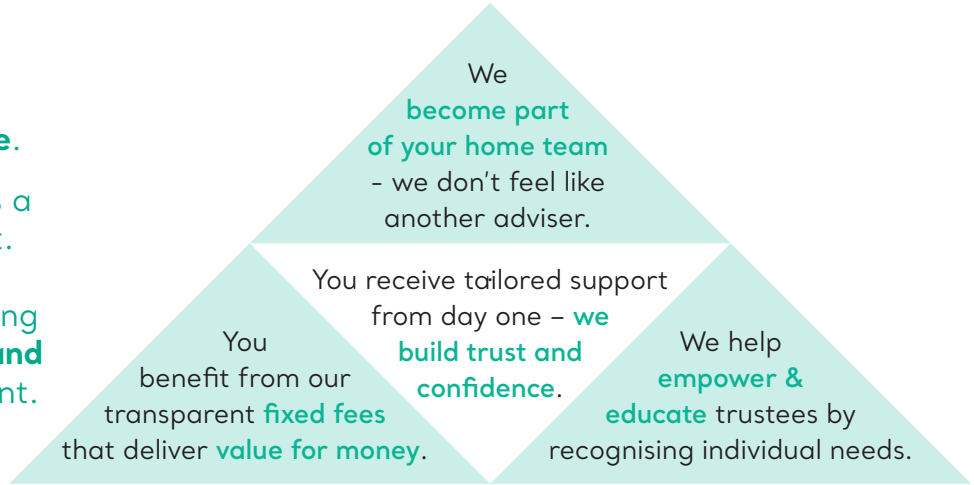 We
become part
of your home team
- we don't feel like
another adviser.
You receive tailored support
from day one – we
build trust and
confidence.
You
benefit from our
transparent fixed fees
that deliver value for money.
We help
empower &
educate trustees by
recognising individual needs.
a